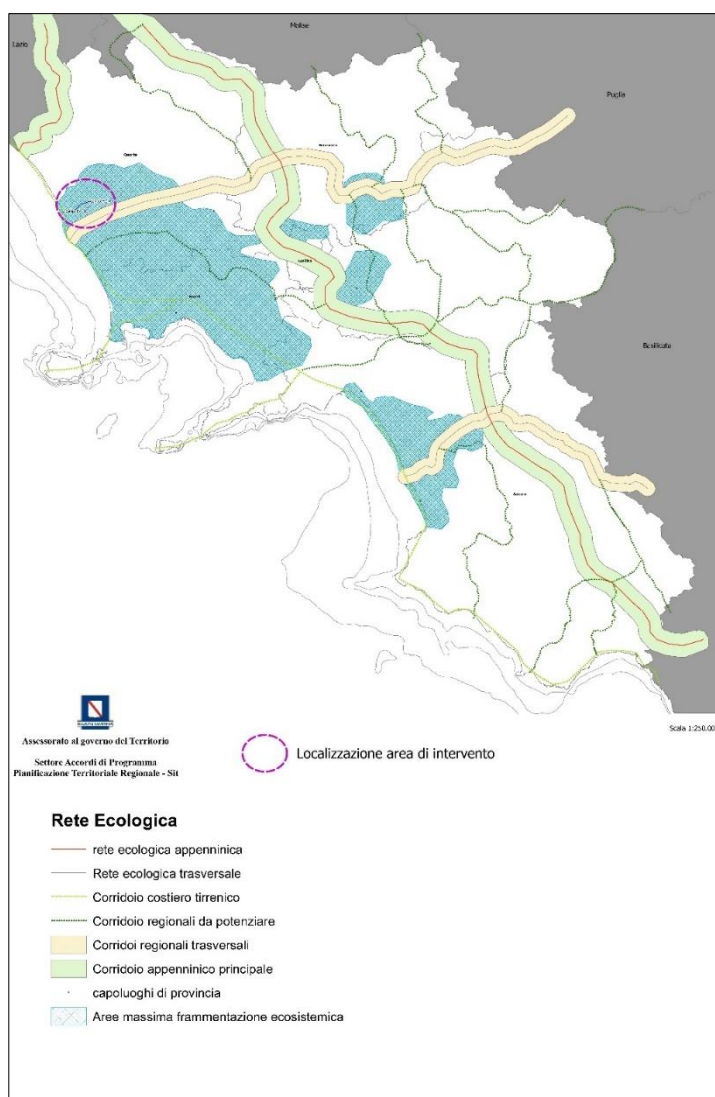 Molise
Lazio
Puglia
Caserta
Benevento
Avellino
Napoli
Basilicata
Salerno
Scala 1:250.00
Assessorato al governo del Territorio
Settore Accordi di Programma
Pianificazione Territoriale Regionale - Sit
Localizzazione area di intervento
Rete Ecologica
rete ecologica appenninica
Rete ecologica trasversale
Corridoio costiero tirrenico
Corridoio regionali da potenziare
Corridoi regionali trasversali
Corridoio appenninico principale
capoluoghi di provincia
Aree massima frammentazione ecosistemica